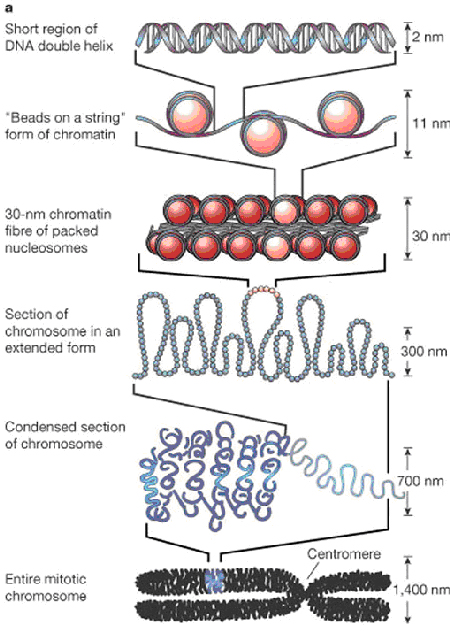 a
Short region of
DNA double helix
2 nm
"Beads on a string"
form of chromatin
11 nm
30-nm chromatin
fibre of packed
nucleosomes
30 nm
Section of
chromosome in an
extended form
300 nm
Condensed section
of chromosome
700 nm
Centromere
Entire mitotic
chromosome
1,400 nm